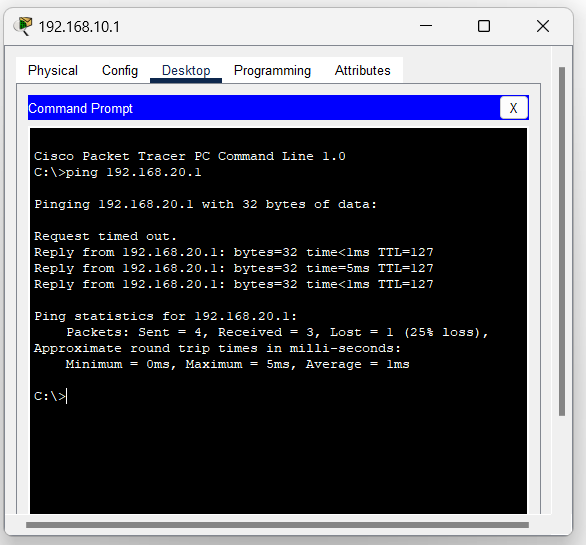 192.168.10.1
Physical Config Desktop Programming Attributes
Command Prompt X
Cisco Packet Tracer PC Command Line 1.0
C:\>ping 192.168.20.1
Pinging 192.168.20.1 with 32 bytes of data:
Request timed out.
Reply from 192.168.20.1: bytes=32 time<1ms TTL=127
Reply from 192.168.20.1: bytes=32 time=5ms TTL=127
Reply from 192.168.20.1: bytes=32 time<1ms TTL=127
Ping statistics for 192.168.20.1:
Packets: Sent = 4, Received = 3, Lost = 1 (25% loss),
Approximate round trip times in milli-seconds:
Minimum = 0ms, Maximum = 5ms, Average = 1ms
C:\>